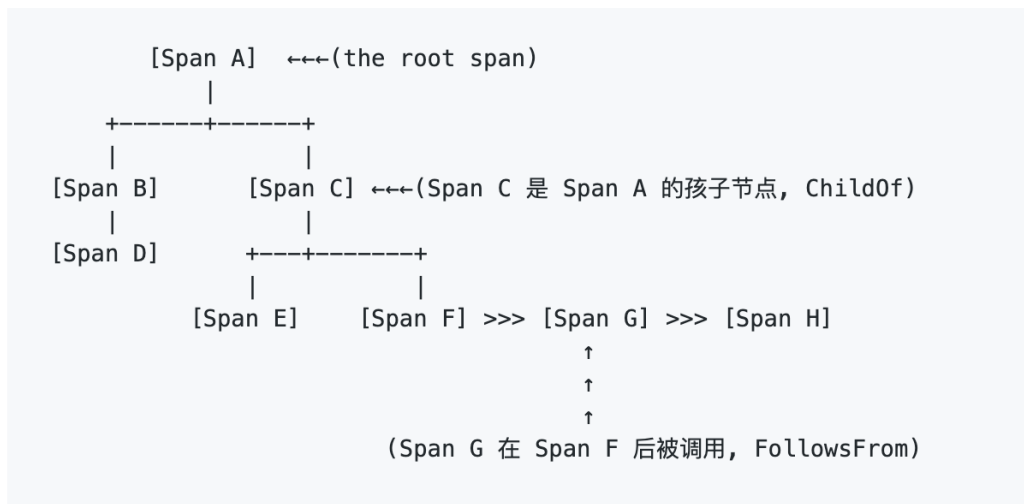 [Span A]  ←←←(the root span)
|
+------+------+
|             |
[Span B]      [Span C] ←←←(Span C 是 Span A 的孩子节点, ChildOf)
|             |
[Span D]      +---+-------+
|           |
[Span E]    [Span F] >>> [Span G] >>> [Span H]
↑
↑
↑
(Span G 在 Span F 后被调用, FollowsFrom)